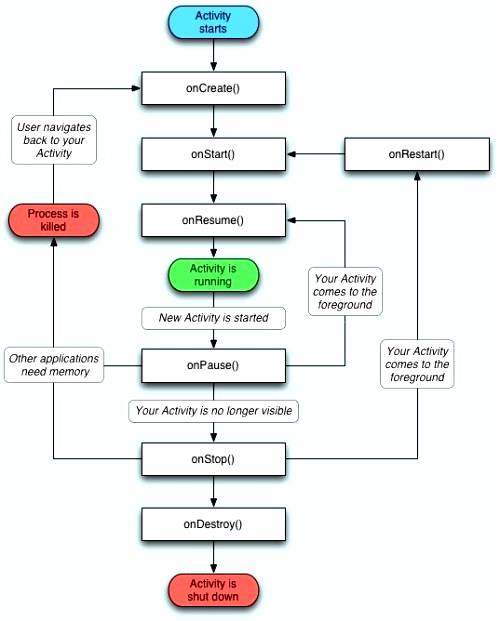 Activity
starts
onCreate()
User navigates
back to your
Activity
onStart()
onRestart()
Process is
killed
onResume()
Activity is
running
Your Activity
comes to the
foreground
New Activity is started
Other applications
need memory
onPause()
Your Activity
comes to the
foreground
Your Activity is no longer visible
onStop()
onDestroy()
Activity is
shut down